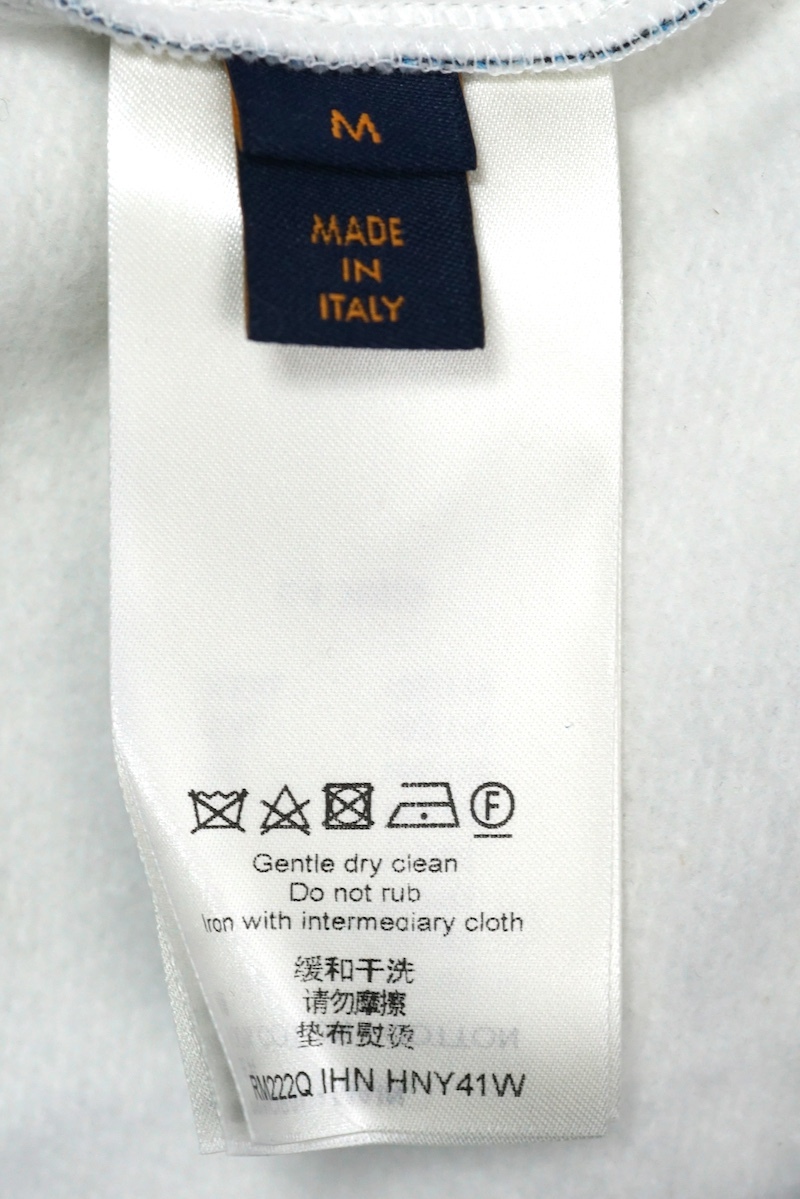 M
MADE
IN
ITALY
F
Gentle dry clean
Do not rub
Iron with intermediary cloth
缓和干洗
请勿摩擦
垫布熨烫
RM222Q IHN HNY41W